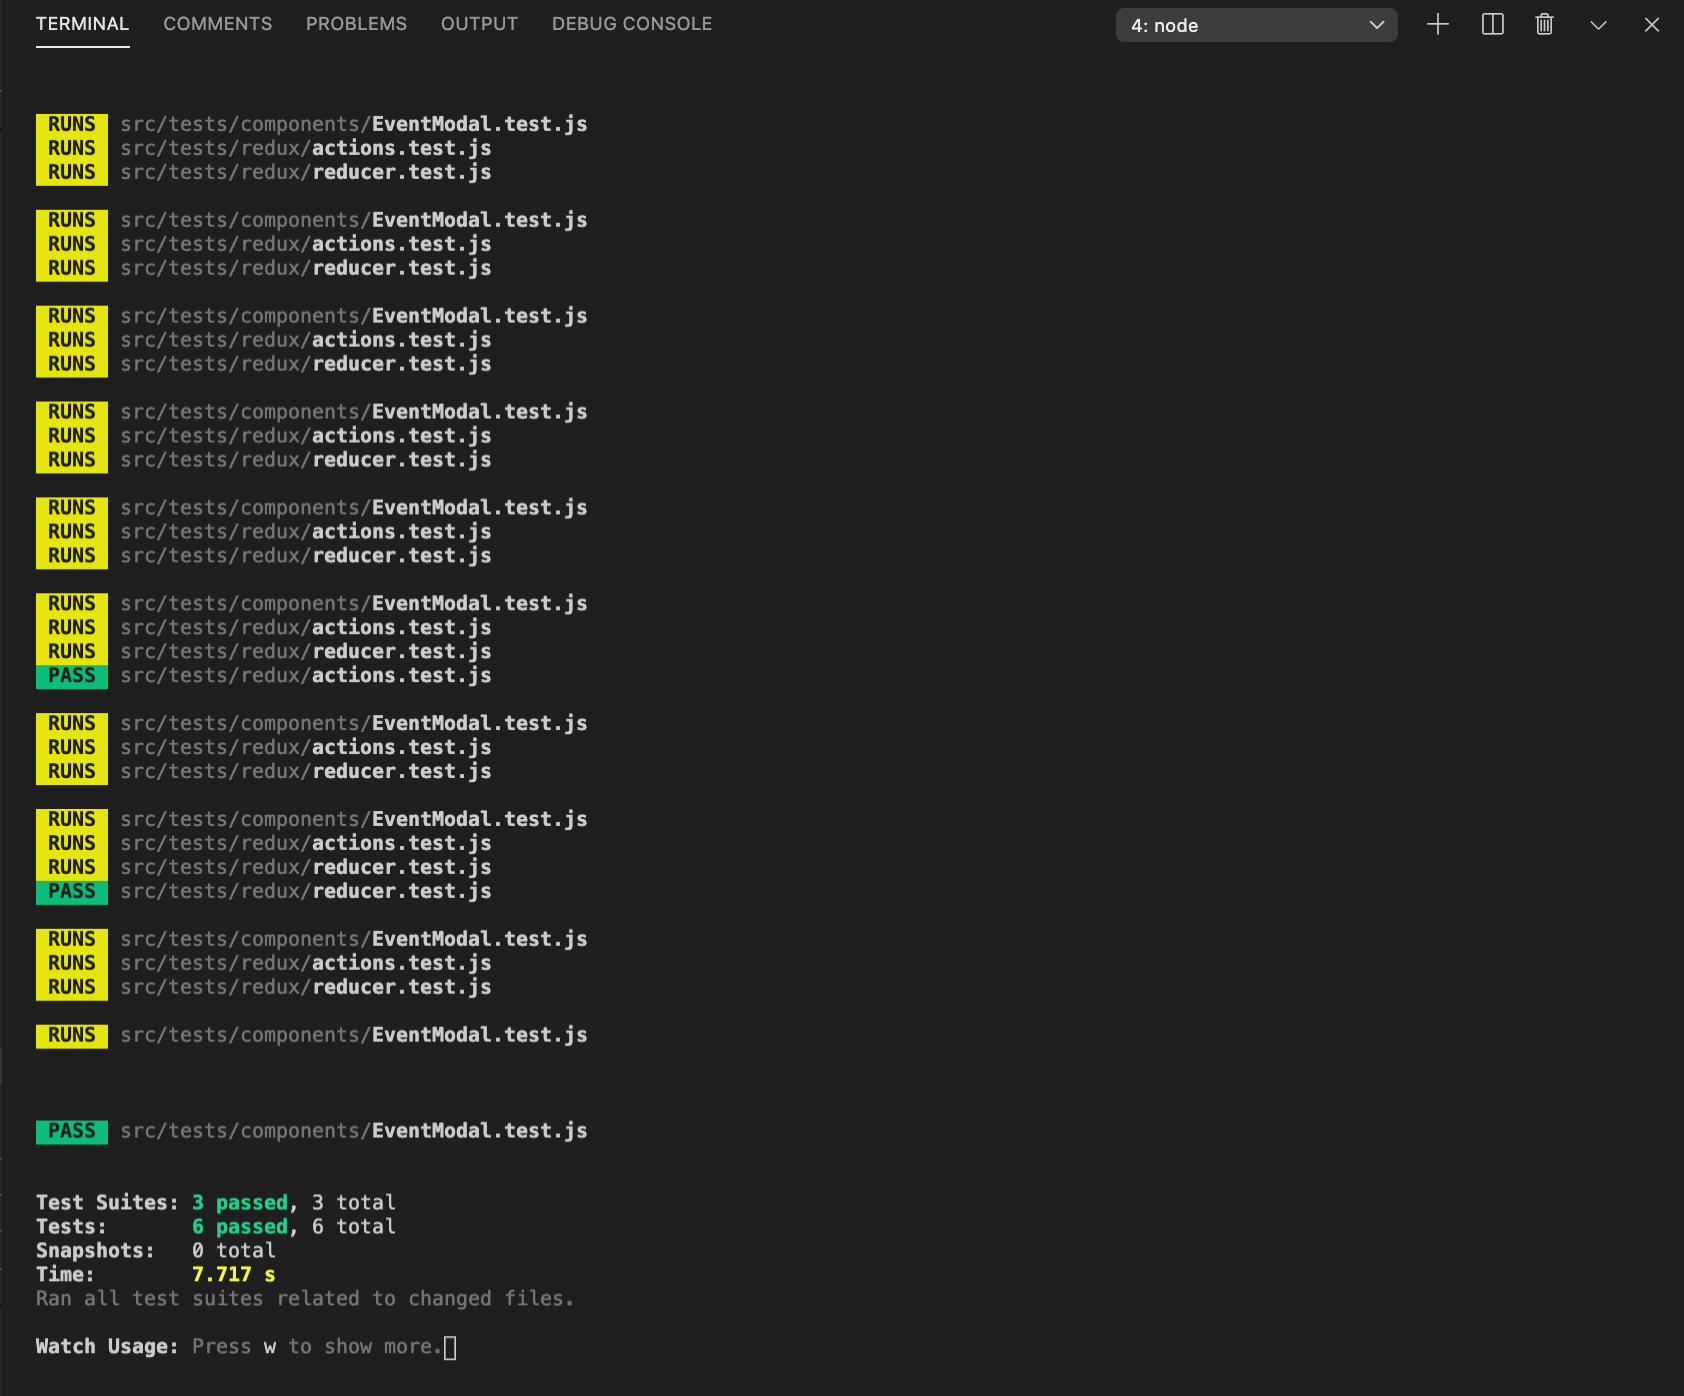 TERMINAL COMMENTS PROBLEMS OUTPUT DEBUG CONSOLE 4: node
RUNS src/tests/components/EventModal.test.js
RUNS src/tests/redux/actions.test.js
RUNS src/tests/redux/reducer.test.js
RUNS src/tests/components/EventModal.test.js
RUNS src/tests/redux/actions.test.js
RUNS src/tests/redux/reducer.test.js
RUNS src/tests/components/EventModal.test.js
RUNS src/tests/redux/actions.test.js
RUNS src/tests/redux/reducer.test.js
RUNS src/tests/components/EventModal.test.js
RUNS src/tests/redux/actions.test.js
RUNS src/tests/redux/reducer.test.js
RUNS src/tests/components/EventModal.test.js
RUNS src/tests/redux/actions.test.js
RUNS src/tests/redux/reducer.test.js
RUNS src/tests/components/EventModal.test.js
RUNS src/tests/redux/actions.test.js
RUNS src/tests/redux/reducer.test.js
PASS src/tests/redux/actions.test.js
RUNS src/tests/components/EventModal.test.js
RUNS src/tests/redux/actions.test.js
RUNS src/tests/redux/reducer.test.js
RUNS src/tests/components/EventModal.test.js
RUNS src/tests/redux/actions.test.js
RUNS src/tests/redux/reducer.test.js
PASS src/tests/redux/reducer.test.js
RUNS src/tests/components/EventModal.test.js
RUNS src/tests/redux/actions.test.js
RUNS src/tests/redux/reducer.test.js
RUNS src/tests/components/EventModal.test.js
PASS src/tests/components/EventModal.test.js
Test Suites: 3 passed, 3 total
Tests: 6 passed, 6 total
Snapshots: 0 total
Time: 7.717 s
Ran all test suites related to changed files.
Watch Usage: Press w to show more.